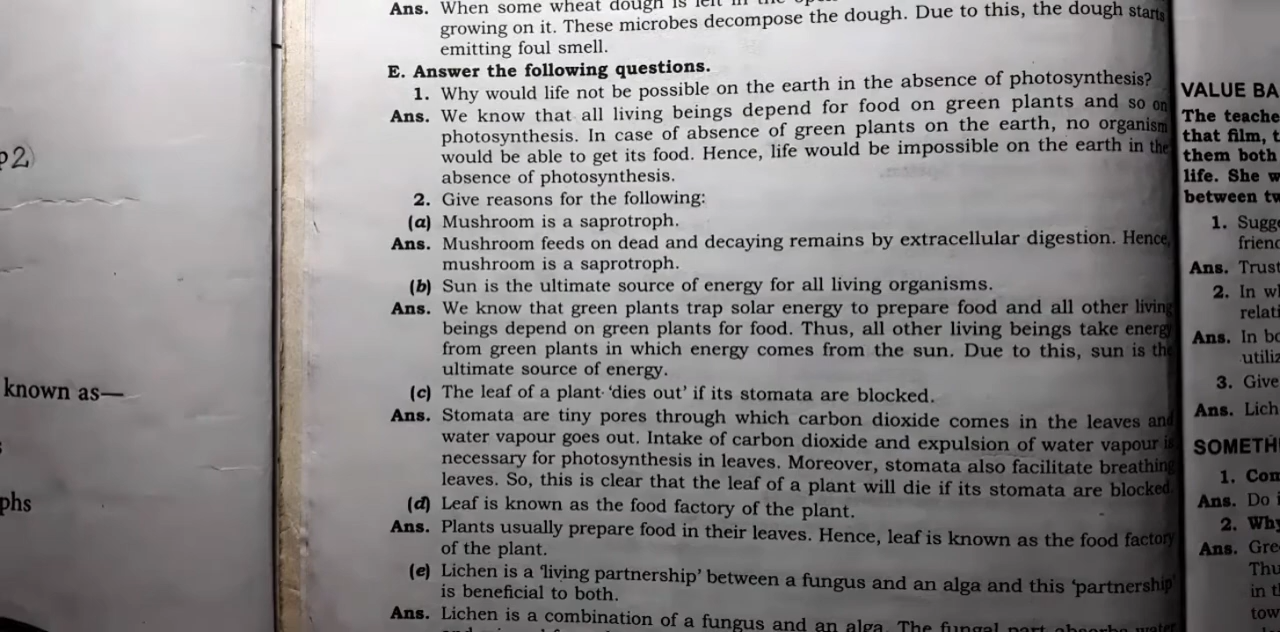 p2)
known as—
phs
Ans. When some wheat dough is left in the
growing on it. These microbes decompose the dough. Due to this, the dough starts
emitting foul smell.
E. Answer the following questions.
1. Why would life not be possible on the earth in the absence of photosynthesis?
Ans. We know that all living beings depend for food on green plants and so on
photosynthesis. In case of absence of green plants on the earth, no organism
would be able to get its food. Hence, life would be impossible on the earth in the
absence of photosynthesis.
2. Give reasons for the following:
(a) Mushroom is a saprotroph.
Ans. Mushroom feeds on dead and decaying remains by extracellular digestion. Hence,
mushroom is a saprotroph.
(b) Sun is the ultimate source of energy for all living organisms.
Ans. We know that green plants trap solar energy to prepare food and all other living
beings depend on green plants for food. Thus, all other living beings take energy
from green plants in which energy comes from the sun. Due to this, sun is the
ultimate source of energy.
(c) The leaf of a plant 'dies out' if its stomata are blocked.
Ans. Stomata are tiny pores through which carbon dioxide comes in the leaves and
water vapour goes out. Intake of carbon dioxide and expulsion of water vapour is
necessary for photosynthesis in leaves. Moreover, stomata also facilitate breathing
leaves. So, this is clear that the leaf of a plant will die if its stomata are blocked.
(d) Leaf is known as the food factory of the plant.
Ans. Plants usually prepare food in their leaves. Hence, leaf is known as the food factory
of the plant.
(e) Lichen is a 'living partnership' between a fungus and an alga and this 'partnership'
is beneficial to both.
Ans. Lichen is a combination of a fungus and an alga. The fungal part absorbs water
VALUE BA
The teache
that film, t
them both
life. She w
between tw
1. Sugg
friend
Ans. Trust
2. In w
relati
Ans. In bo
utiliz
3. Give
Ans. Lich
SOMETH
1. Con
Ans. Do i
2. Why
Ans. Gre
Thu
in t
tow